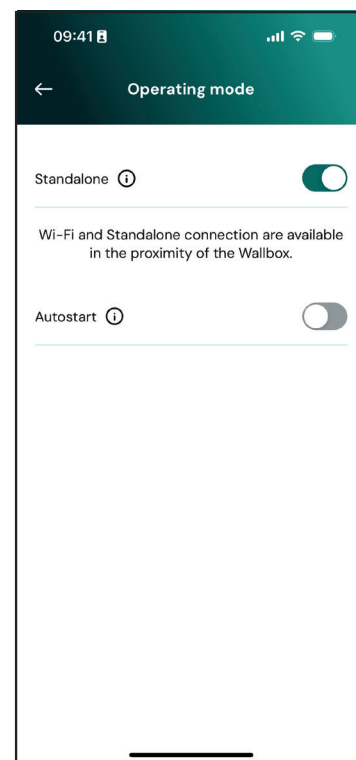 09:41
Operating mode
Standalone
Wi-Fi and Standalone connection are available
in the proximity of the Wallbox.
Autostart